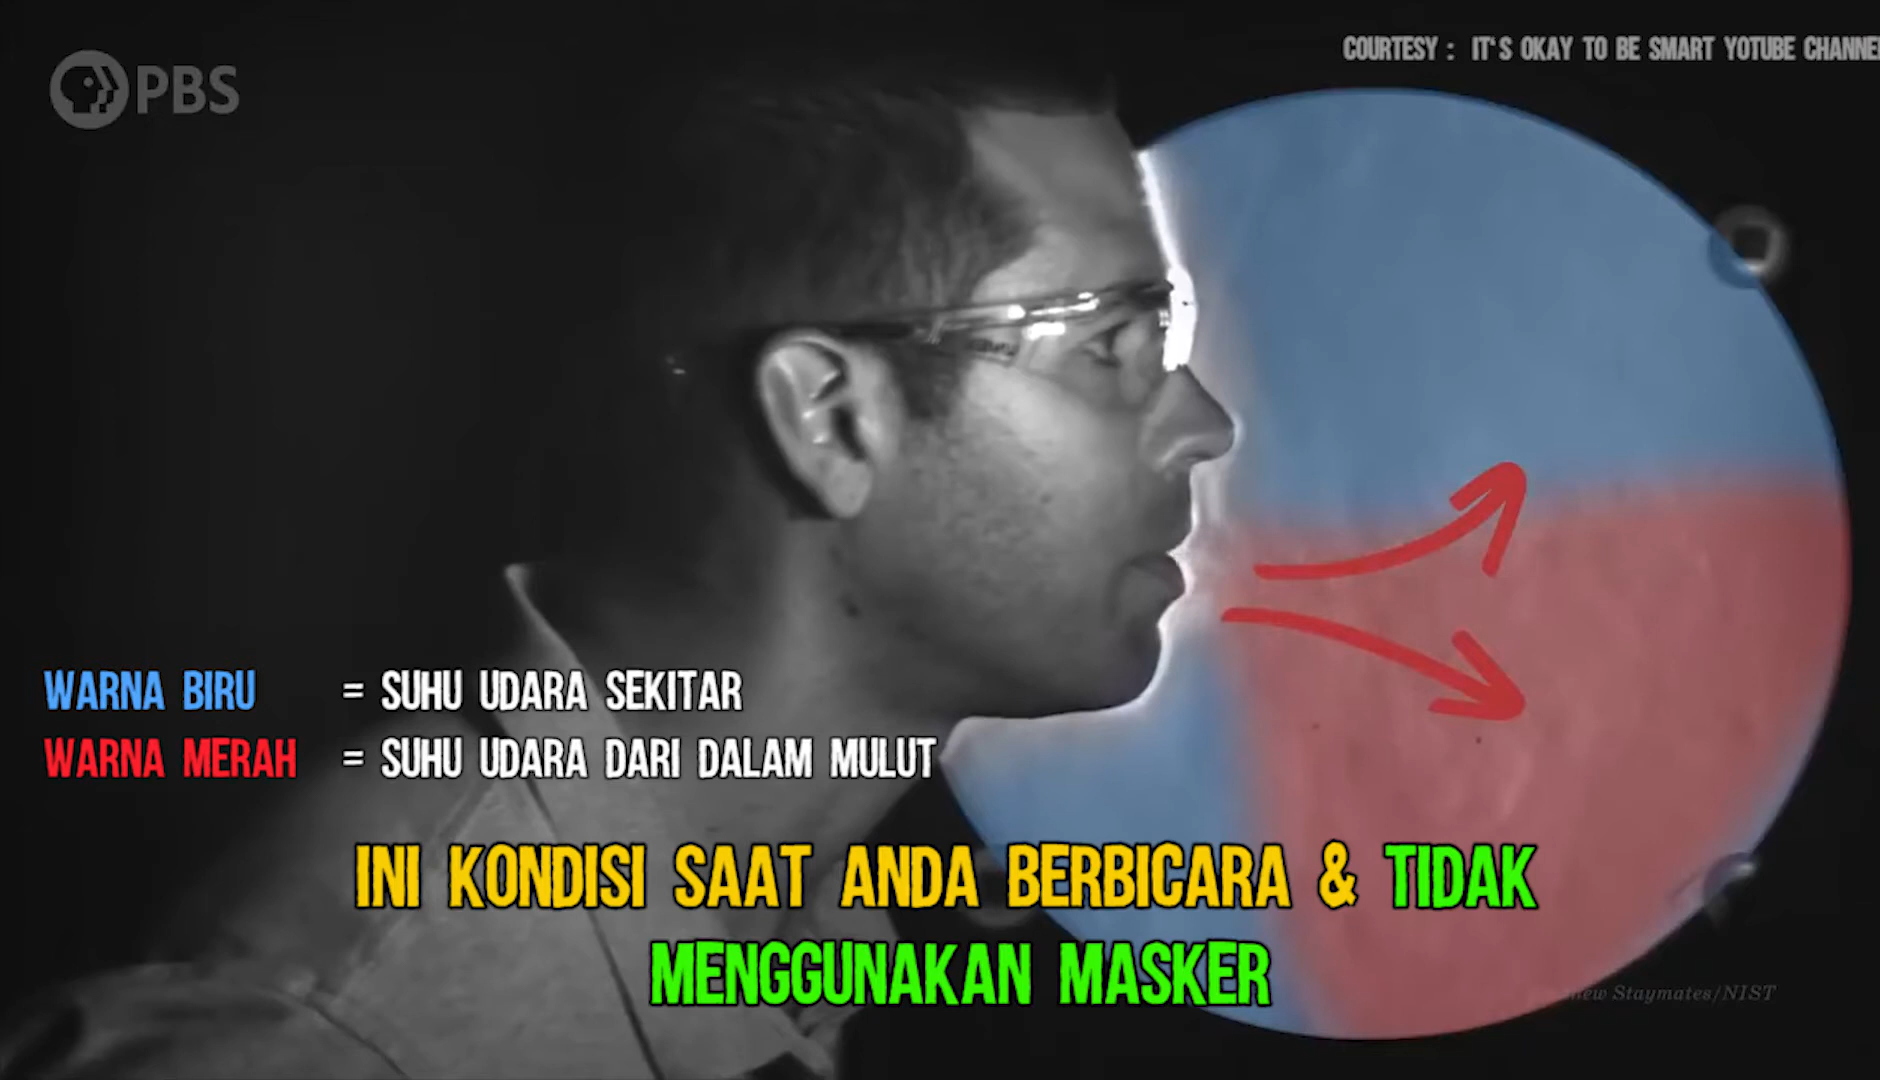 PBS
COURTESY : IT'S OKAY TO BE SMART YOTUBE CHANNEL
WARNA BIRU = SUHU UDARA SEKITAR
WARNA MERAH = SUHU UDARA DARI DALAM MULUT
INI KONDISI SAAT ANDA BERBICARA & TIDAK
MENGGUNAKAN MASKER
Staymates/NIST